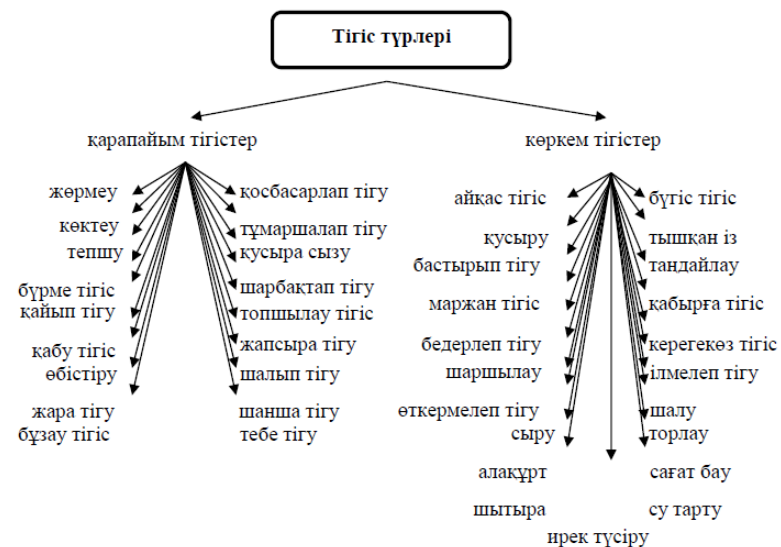 Тігіс түрлері
қарапайым тігістер
жөрмеу
көктеу
тепшу
бүрме тігіс
қайып тігу
қабу тігіс
өбістіру
жара тігу
бұзау тігіс
қосбасарлап тігу
тұмаршалап тігу
қусыра сызу
шарбақтап тігу
топшылау тігіс
жапсыра тігу
шалып тігу
шанша тігу
тебе тігу
көркем тігістер
айқас тігіс
қусыру
бастырып тігу
маржан тігіс
бедерлеп тігу
шаршылау
өткермелеп тігу
сыру
алақұрт
шытыра
бүгіс тігіс
тышқан із
таңдайлау
қабырға тігіс
керегекөз тігіс
ілмелеп тігу
шалу
торлау
сағат бау
су тарту
ирек түсіру